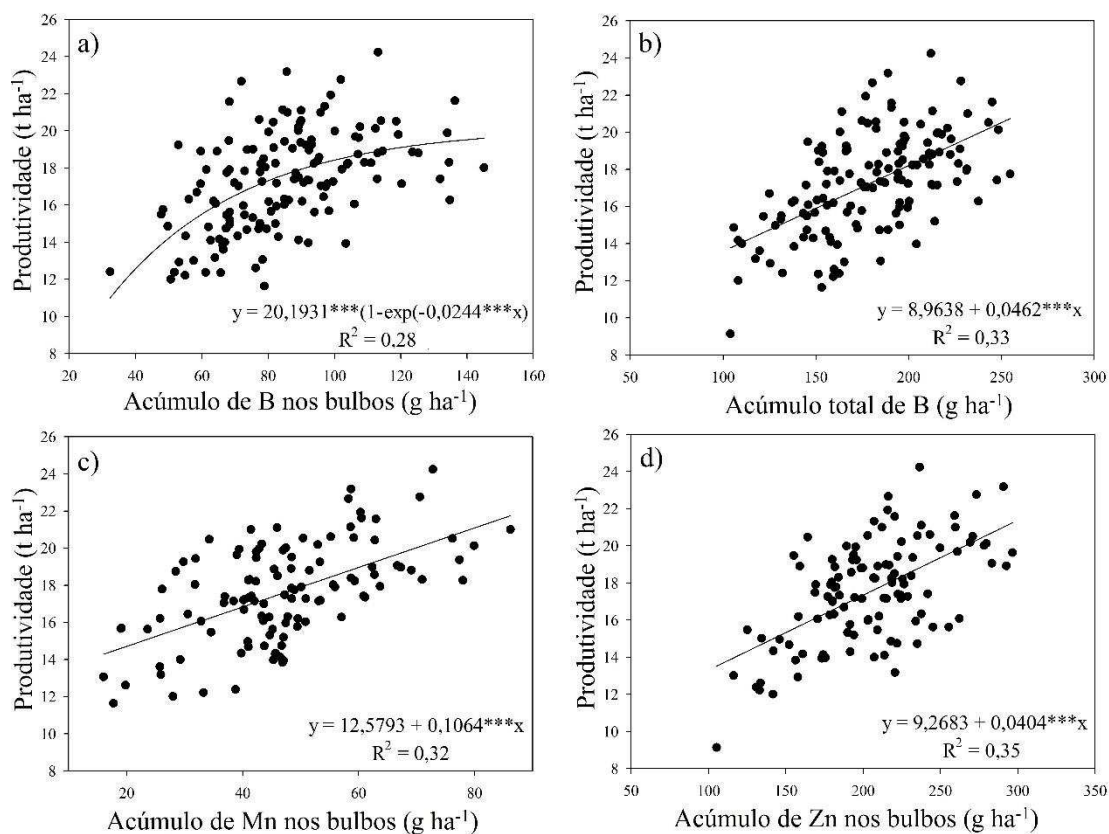 a)
Produtividade (t ha⁻¹)
26
24
22
20
18
16
14
12
10
8
y = 20,1931***(1-exp(-0,0244***x)
R² = 0,28
20 40 60 80 100 120 140 160
Acúmulo de B nos bulbos (g ha⁻¹)
b)
Produtividade (t ha⁻¹)
26
24
22
20
18
16
14
12
10
8
y = 8,9638 + 0,0462***x
R² = 0,33
50 100 150 200 250 300
Acúmulo total de B (g ha⁻¹)
c)
Produtividade (t ha⁻¹)
26
24
22
20
18
16
14
12
10
8
y = 12,5793 + 0,1064***x
R² = 0,32
20 40 60 80
Acúmulo de Mn nos bulbos (g ha⁻¹)
d)
Produtividade (t ha⁻¹)
26
24
22
20
18
16
14
12
10
8
y = 9,2683 + 0,0404***x
R² = 0,35
100 150 200 250 300 350
Acúmulo de Zn nos bulbos (g ha⁻¹)